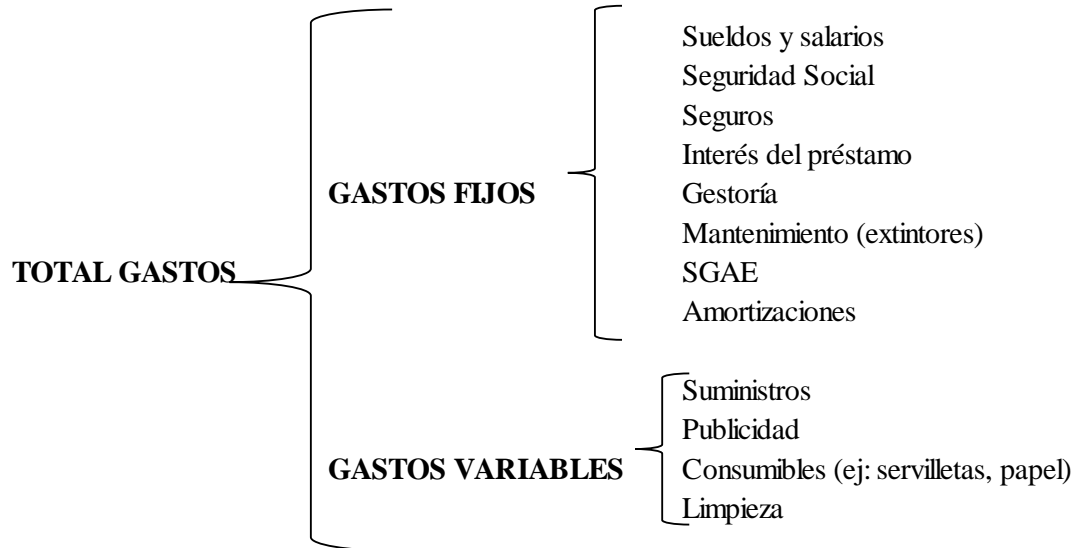 TOTAL GASTOS
GASTOS FIJOS
Sueldos y salarios
Seguridad Social
Seguros
Interés del préstamo
Gestoría
Mantenimiento (extintores)
SGAE
Amortizaciones
GASTOS VARIABLES
Suministros
Publicidad
Consumibles (ej: servilletas, papel)
Limpieza